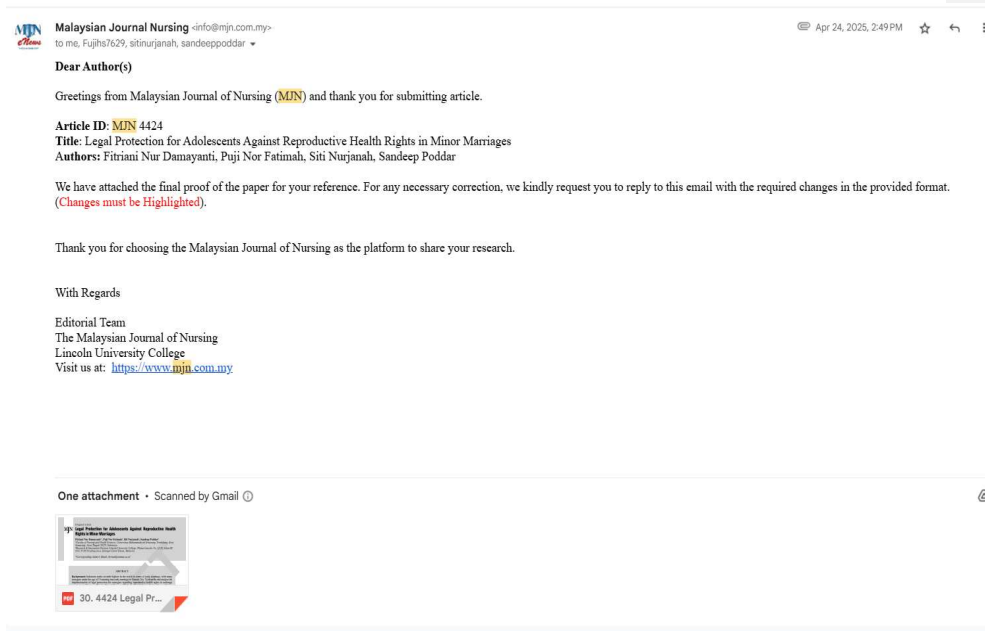 MJN
eNews
Malaysian Journal Nursing <info@mjn.com.my>
Apr 24, 2025, 2:49 PM
to me, Fujihs7629, sitinurjanah, sandeeppoddar
Dear Author(s)
Greetings from Malaysian Journal of Nursing (MJN) and thank you for submitting article.
Article ID: MJN 4424
Title: Legal Protection for Adolescents Against Reproductive Health Rights in Minor Marriages
Authors: Fitriani Nur Damayanti, Puji Nor Fatimah, Siti Nurjanah, Sandeep Poddar
We have attached the final proof of the paper for your reference. For any necessary correction, we kindly request you to reply to this email with the required changes in the provided format.
(Changes must be Highlighted).
Thank you for choosing the Malaysian Journal of Nursing as the platform to share your research.
With Regards
Editorial Team
The Malaysian Journal of Nursing
Lincoln University College
Visit us at: https://www.mjn.com.my
One attachment • Scanned by Gmail
MJN
Legal Protection for Adolescents Against Reproductive Health
Rights in Minor Marriages
ABSTRACT
PDF
30. 4424 Legal Pr...